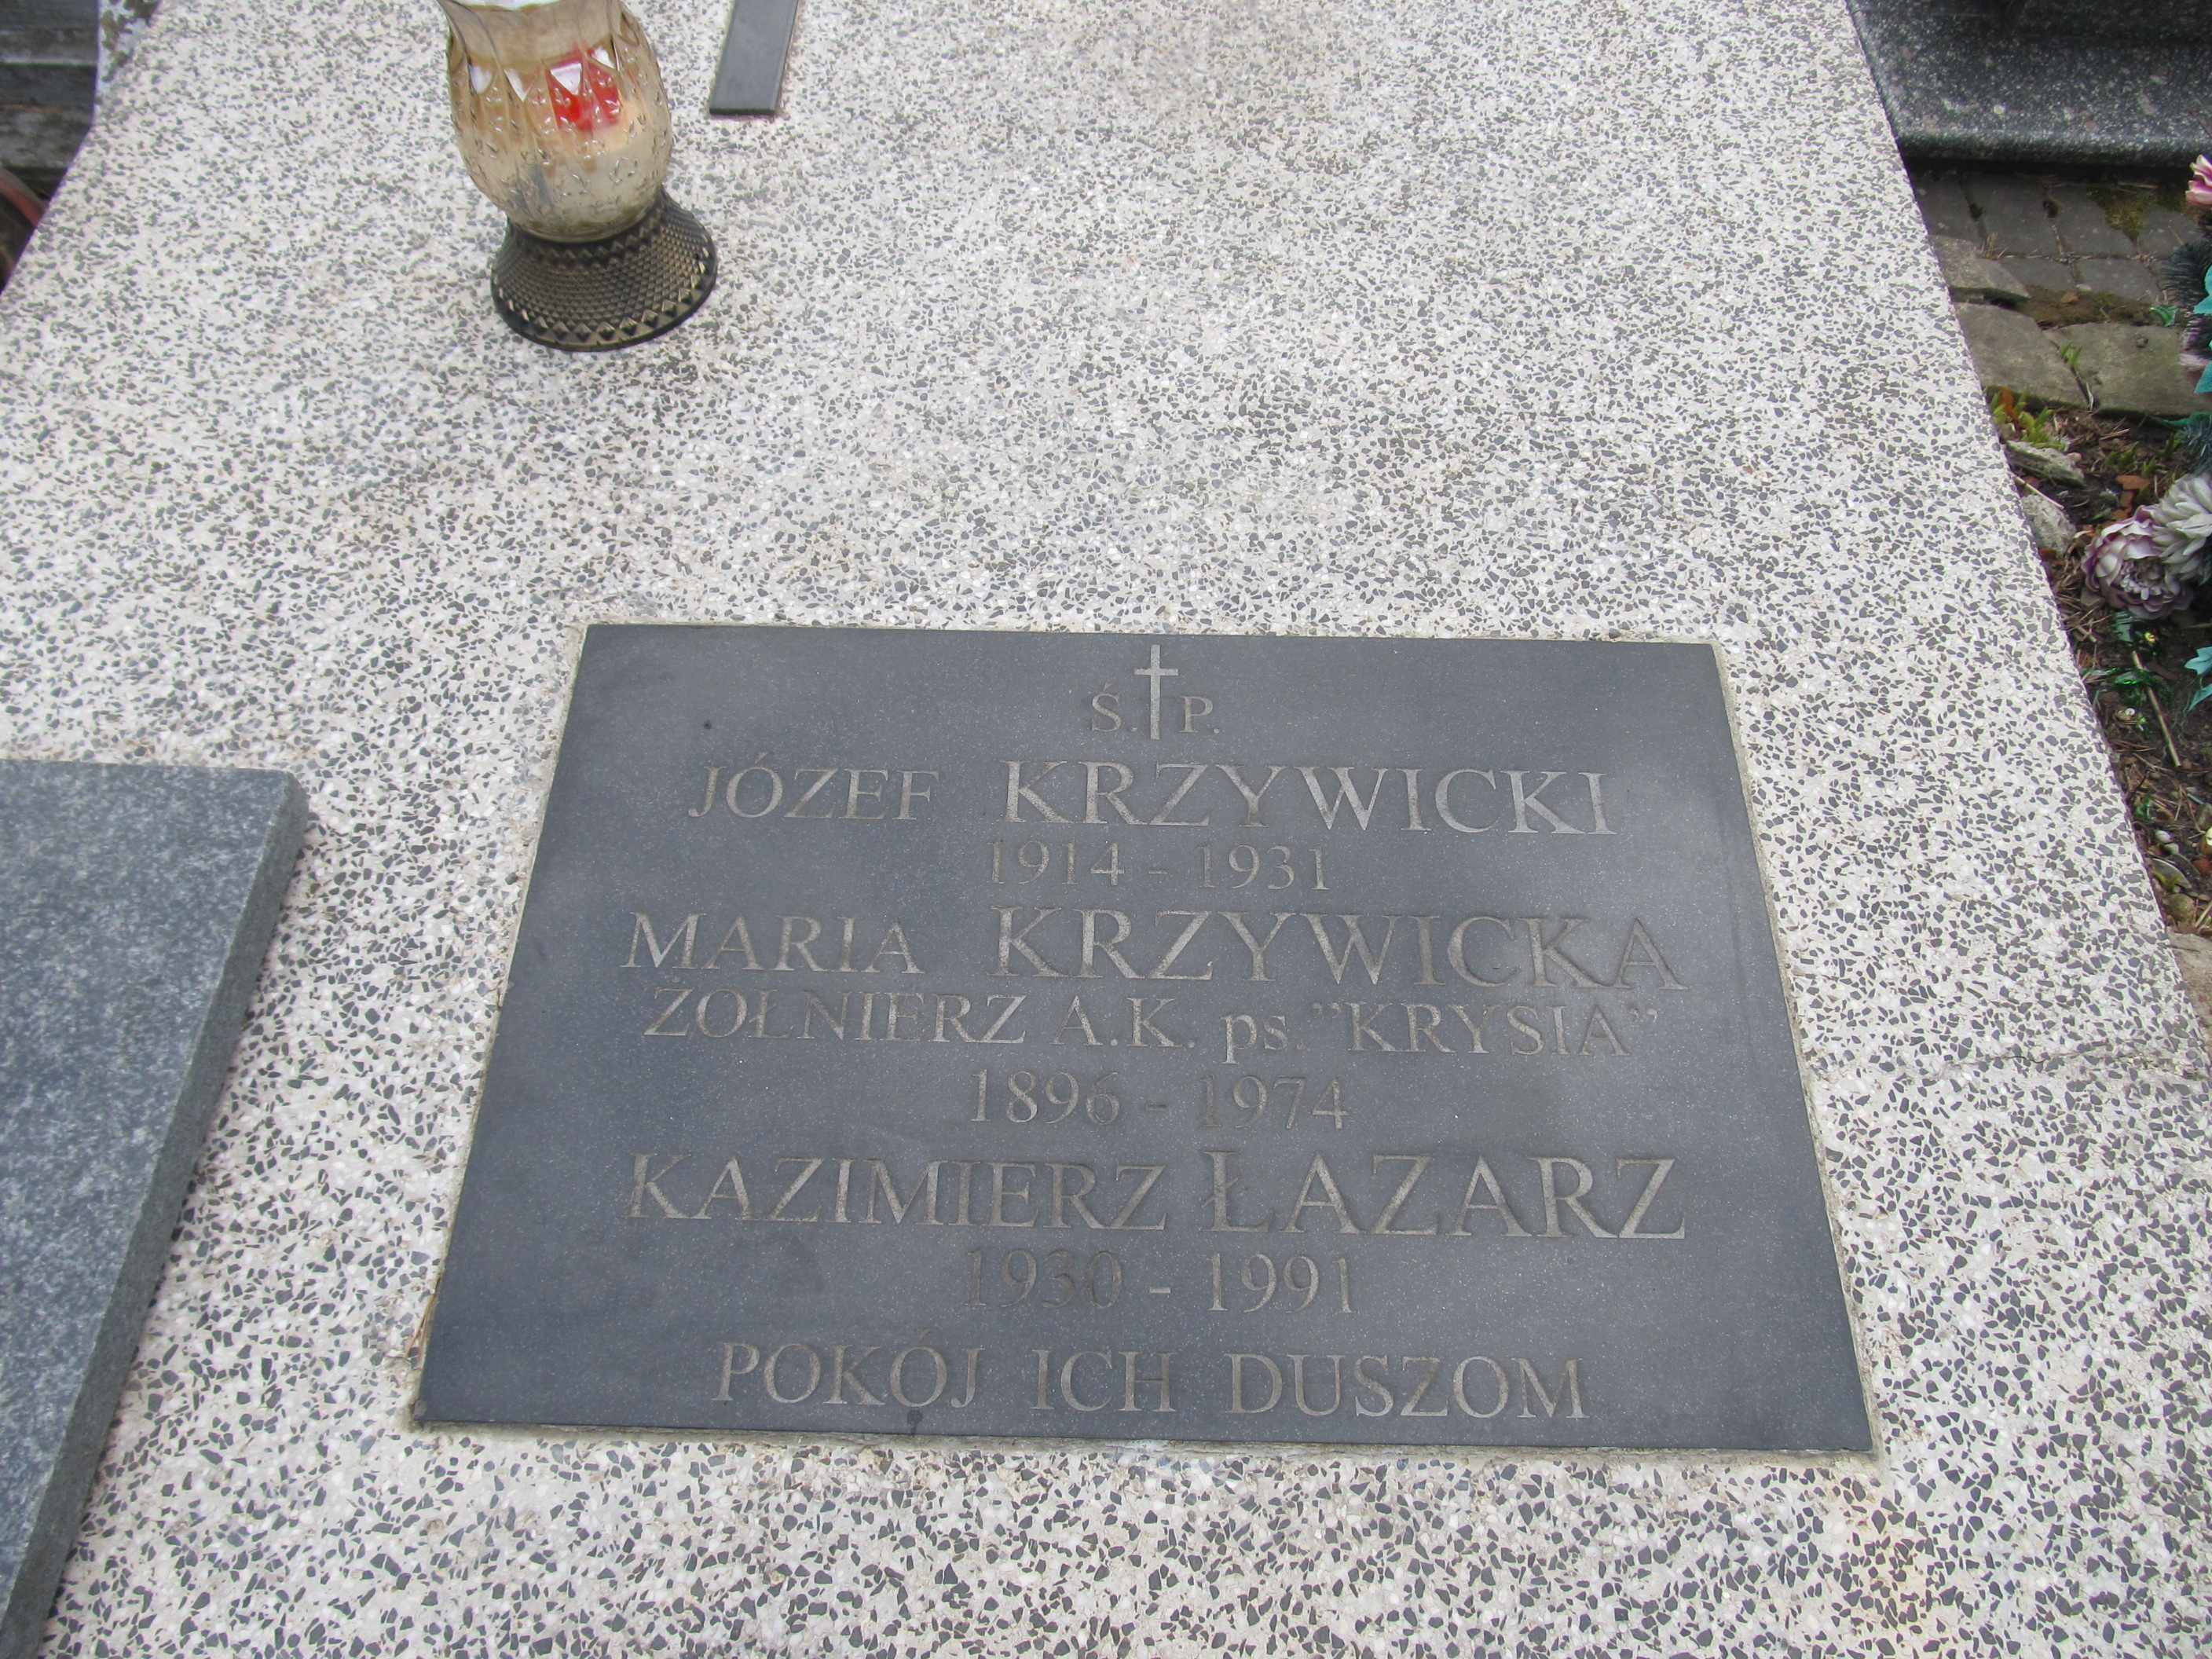 Ś. P.
JÓZEF KRZYWICKI
1914 - 1931
MARIA KRZYWICKA
ŻOŁNIERZ A.K. ps."KRYSIA"
1896 - 1974
KAZIMIERZ ŁAZARZ
1930 - 1991
POKÓJ ICH DUSZOM